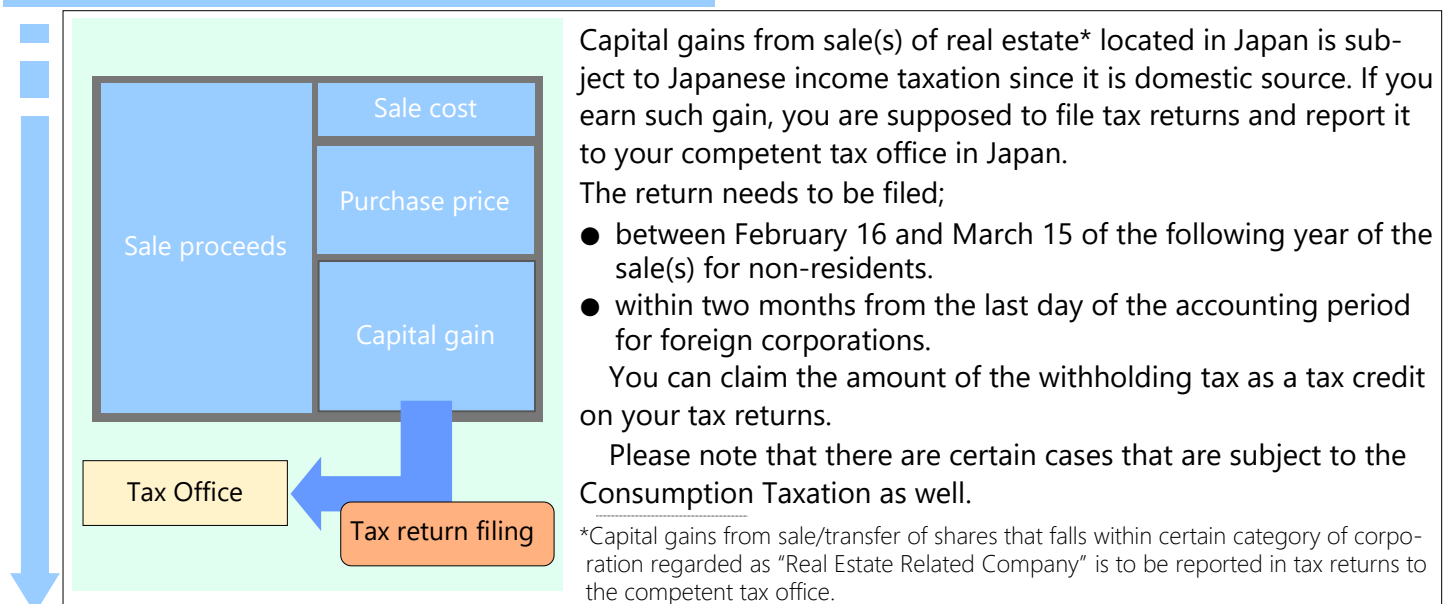 Sale proceeds
Sale cost
Purchase price
Capital gain
Tax Office
Tax return filing
Capital gains from sale(s) of real estate* located in Japan is sub-
ject to Japanese income taxation since it is domestic source. If you
earn such gain, you are supposed to file tax returns and report it
to your competent tax office in Japan.
The return needs to be filed;
● between February 16 and March 15 of the following year of the
sale(s) for non-residents.
● within two months from the last day of the accounting period
for foreign corporations.
You can claim the amount of the withholding tax as a tax credit
on your tax returns.
Please note that there are certain cases that are subject to the
Consumption Taxation as well.
*Capital gains from sale/transfer of shares that falls within certain category of corpo-
ration regarded as “Real Estate Related Company” is to be reported in tax returns to
the competent tax office.